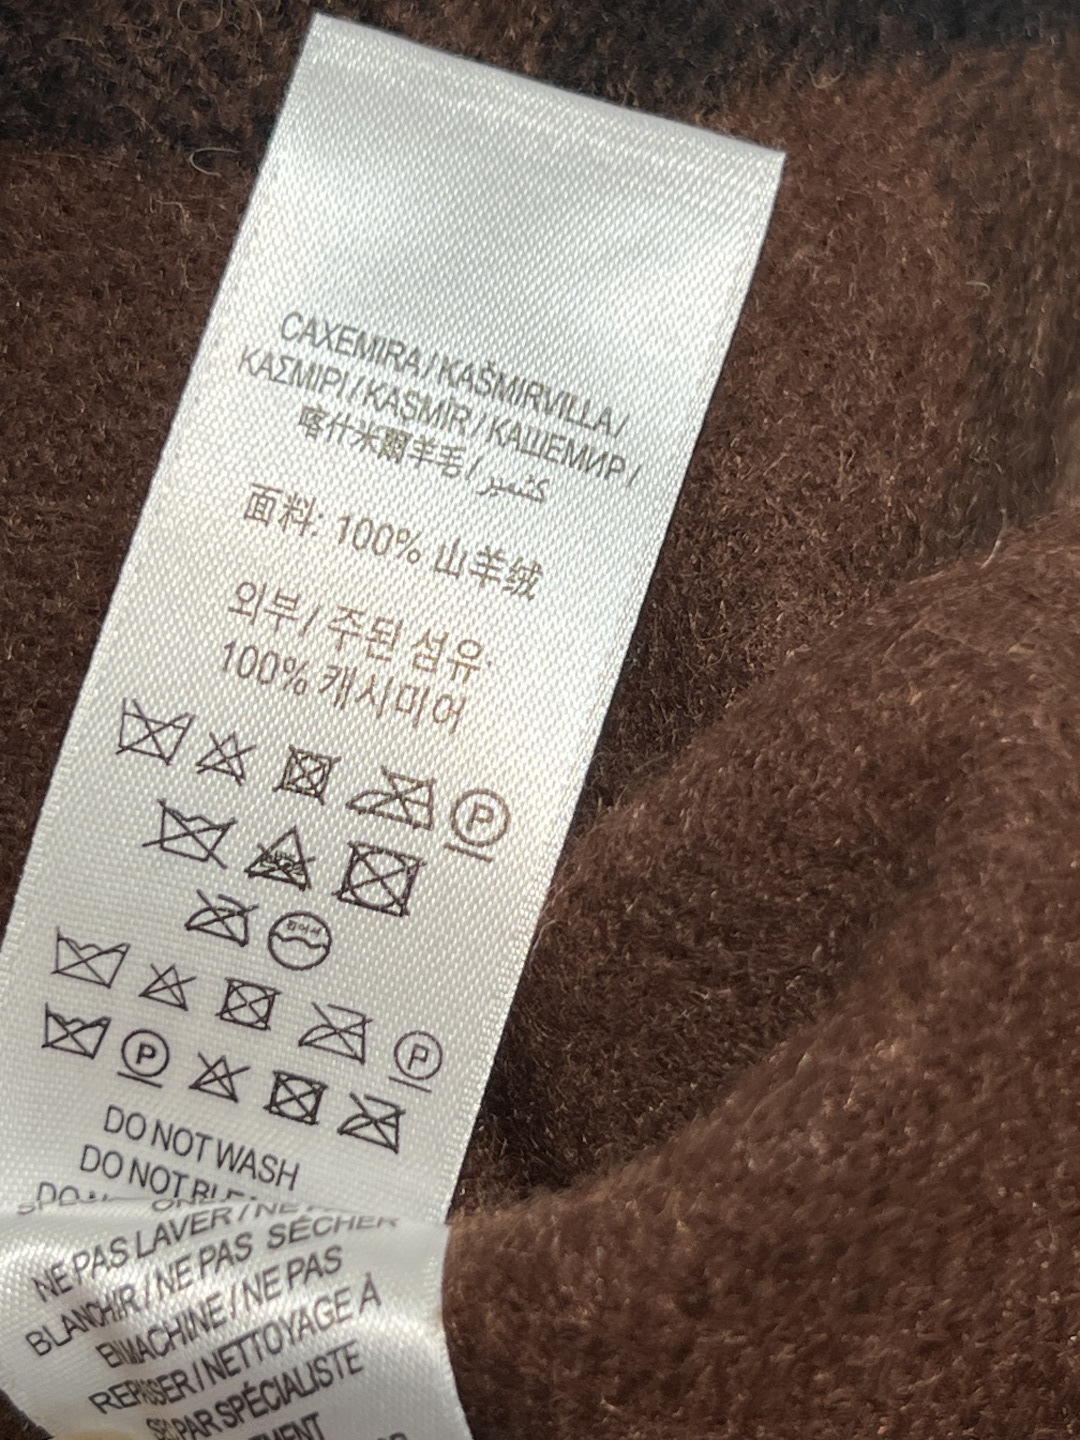 CAXEMIRA / KAŠMIRVILLA /
ΚΑΣΜΙΡΙ / KAŞMİR / КАШЕМИР /
喀什米爾羊毛 / كشمير
面料: 100% 山羊绒
외부 / 주된 섬유:
100% 캐시미어
P
P
P
DO NOT WASH
DO NOT
NE PAS LAVER / NE
BLANCHIR / NE PAS SÉCHER
EN MACHINE / NE PAS
REPASSER / NETTOYAGE À
SEC PAR SPÉCIALISTE